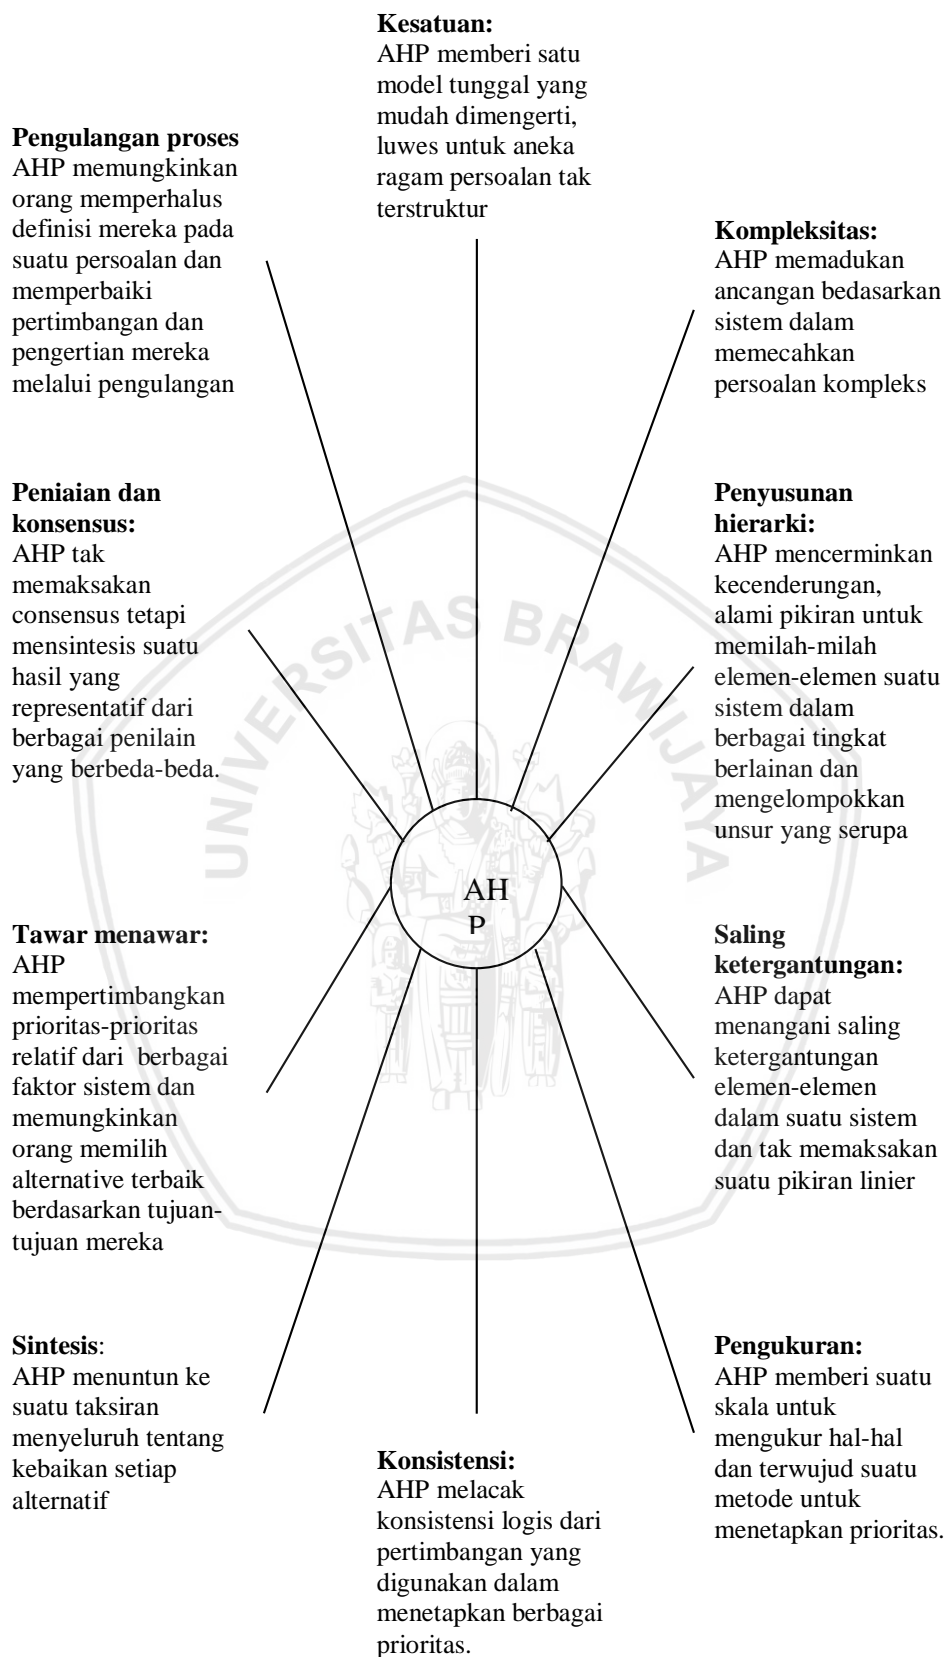 Kesatuan:
AHP memberi satu
model tunggal yang
mudah dimengerti,
luwes untuk aneka
ragam persoalan tak
terstruktur
Pengulangan proses
AHP memungkinkan
orang memperhalus
definisi mereka pada
suatu persoalan dan
memperbaiki
pertimbangan dan
pengertian mereka
melalui pengulangan
Kompleksitas:
AHP memadukan
ancangan bedasarkan
sistem dalam
memecahkan
persoalan kompleks
Peniaian dan
konsensus:
AHP tak
memaksakan
consensus tetapi
mensintesis suatu
hasil yang
representatif dari
berbagai penilain
yang berbeda-beda.
Penyusunan
hierarki:
AHP mencerminkan
kecenderungan,
alami pikiran untuk
memilah-milah
elemen-elemen suatu
sistem dalam
berbagai tingkat
berlainan dan
mengelompokkan
unsur yang serupa
UNIVERSITAS BRAWIJAYA
AH
P
Tawar menawar:
AHP
mempertimbangkan
prioritas-prioritas
relatif dari berbagai
faktor sistem dan
memungkinkan
orang memilih
alternative terbaik
berdasarkan tujuan-
tujuan mereka
Saling
ketergantungan:
AHP dapat
menangani saling
ketergantungan
elemen-elemen
dalam suatu sistem
dan tak memaksakan
suatu pikiran linier
Sintesis:
AHP menuntun ke
suatu taksiran
menyeluruh tentang
kebaikan setiap
alternatif
Konsistensi:
AHP melacak
konsistensi logis dari
pertimbangan yang
digunakan dalam
menetapkan berbagai
prioritas.
Pengukuran:
AHP memberi suatu
skala untuk
mengukur hal-hal
dan terwujud suatu
metode untuk
menetapkan prioritas.